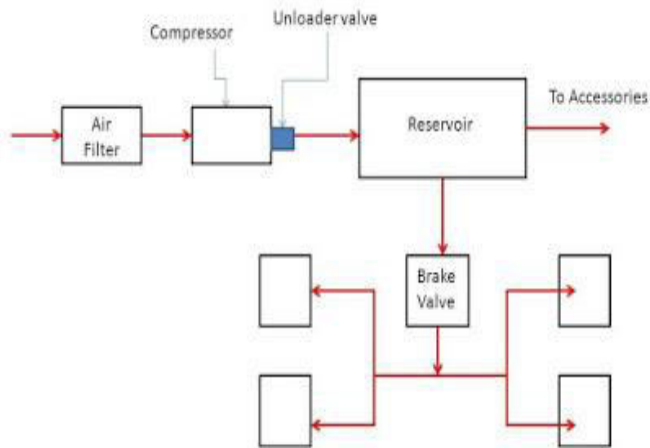 Unloader valve
Compressor
To Accessories
Air
Filter
Reservoir
Brake
Valve